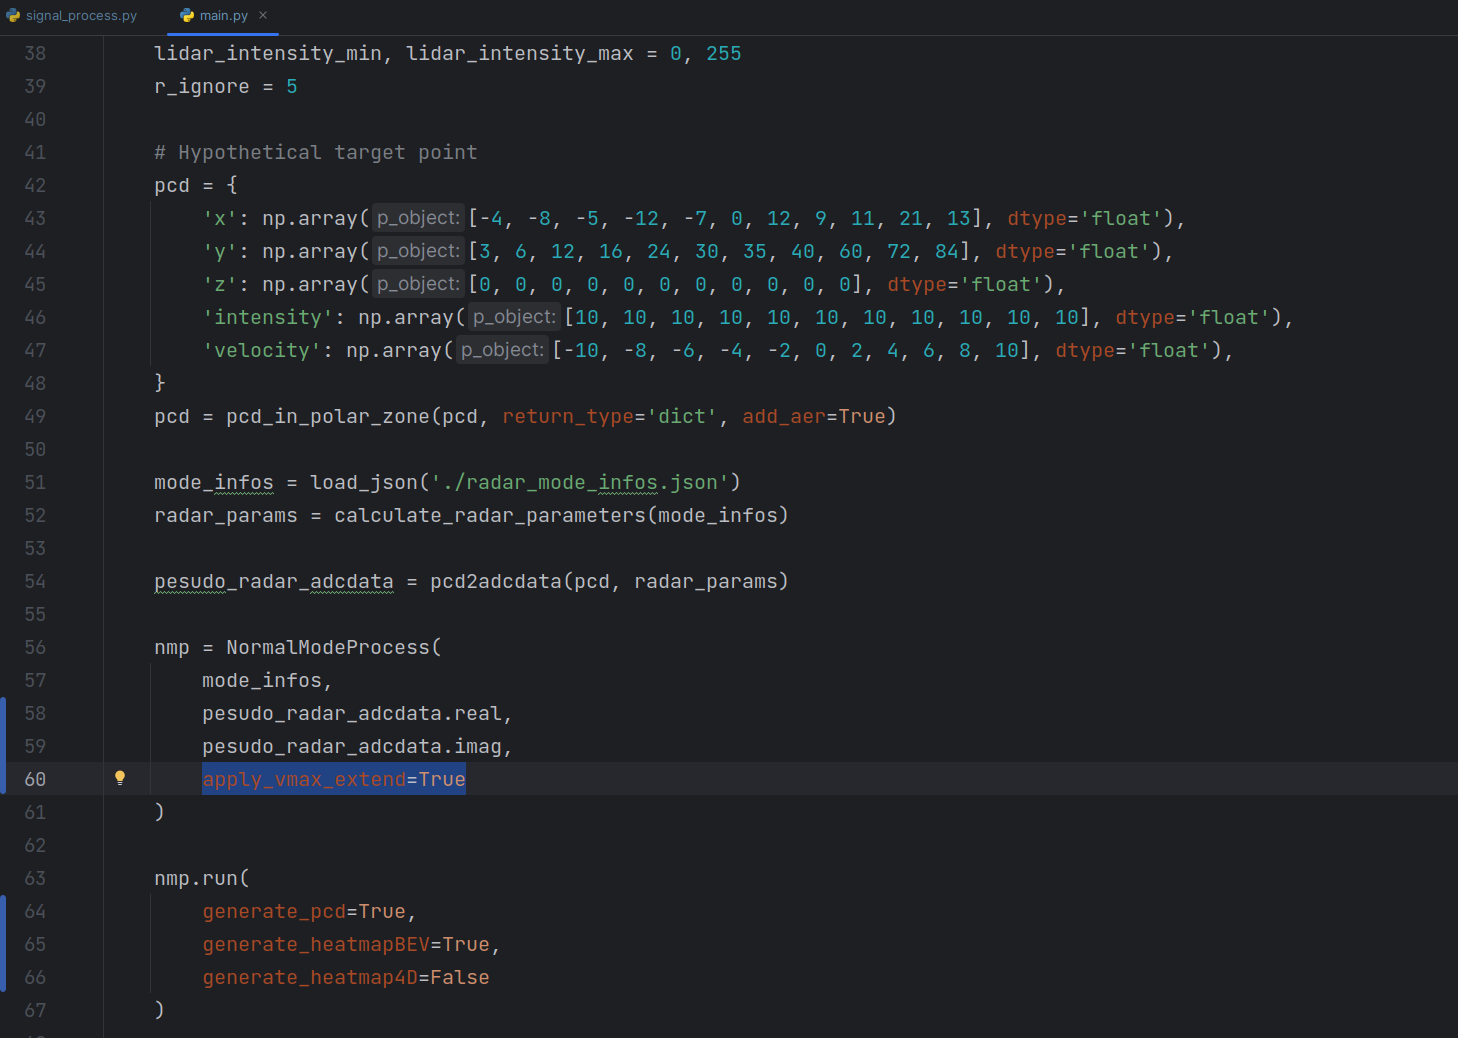 signal_process.py
main.py ×
38 lidar_intensity_min, lidar_intensity_max = 0, 255
39 r_ignore = 5
40
41 # Hypothetical target point
42 pcd = {
43 'x': np.array(p_object: [-4, -8, -5, -12, -7, 0, 12, 9, 11, 21, 13], dtype='float'),
44 'y': np.array(p_object: [3, 6, 12, 16, 24, 30, 35, 40, 60, 72, 84], dtype='float'),
45 'z': np.array(p_object: [0, 0, 0, 0, 0, 0, 0, 0, 0, 0, 0], dtype='float'),
46 'intensity': np.array(p_object: [10, 10, 10, 10, 10, 10, 10, 10, 10, 10, 10], dtype='float'),
47 'velocity': np.array(p_object: [-10, -8, -6, -4, -2, 0, 2, 4, 6, 8, 10], dtype='float'),
48 }
49 pcd = pcd_in_polar_zone(pcd, return_type='dict', add_aer=True)
50
51 mode_infos = load_json('./radar_mode_infos.json')
52 radar_params = calculate_radar_parameters(mode_infos)
53
54 pesudo_radar_adcdata = pcd2adcdata(pcd, radar_params)
55
56 nmp = NormalModeProcess(
57 mode_infos,
58 pesudo_radar_adcdata.real,
59 pesudo_radar_adcdata.imag,
60 apply_vmax_extend=True
61 )
62
63 nmp.run(
64 generate_pcd=True,
65 generate_heatmapBEV=True,
66 generate_heatmap4D=False
67 )